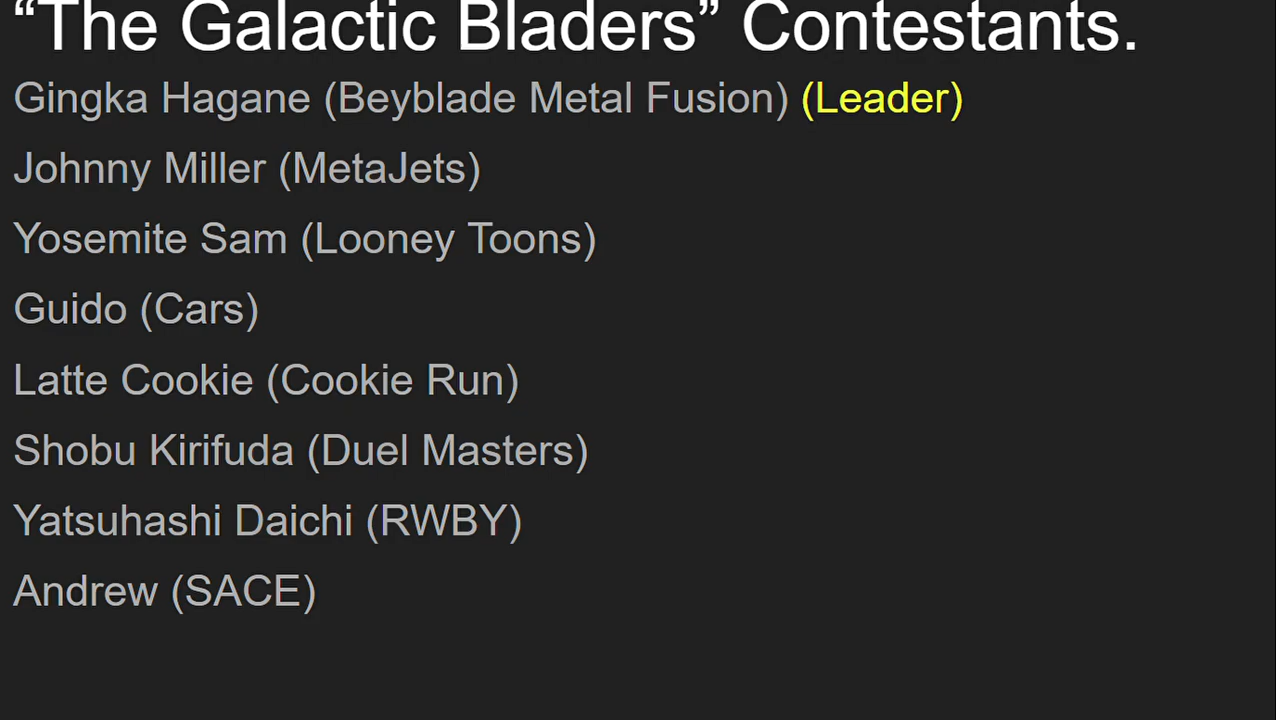 “The Galactic Bladers” Contestants.
Gingka Hagane (Beyblade Metal Fusion) (Leader)
Johnny Miller (MetaJets)
Yosemite Sam (Looney Toons)
Guido (Cars)
Latte Cookie (Cookie Run)
Shobu Kirifuda (Duel Masters)
Yatsuhashi Daichi (RWBY)
Andrew (SACE)